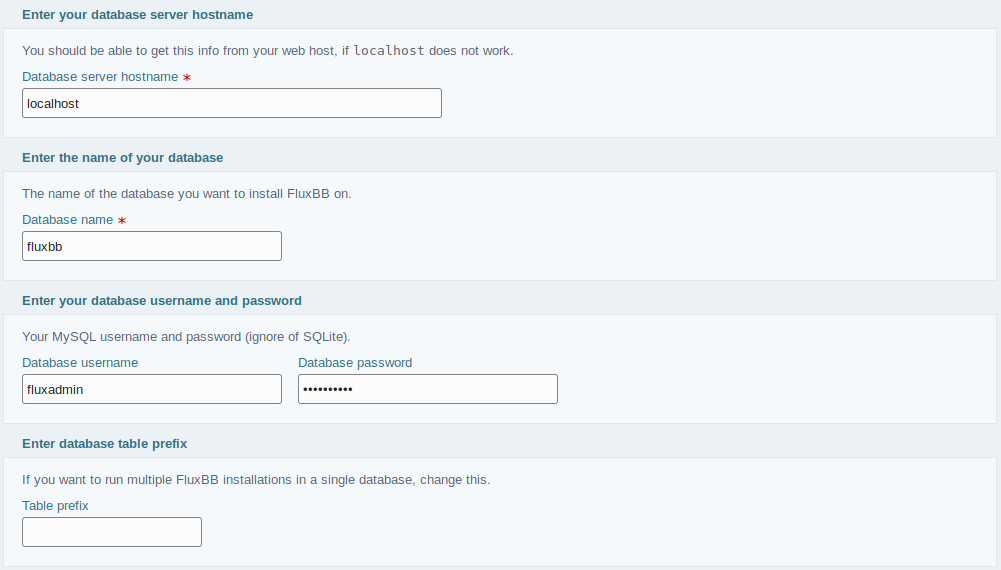 Enter your database server hostname
You should be able to get this info from your web host, if localhost does not work.
Database server hostname *
localhost
Enter the name of your database
The name of the database you want to install FluxBB on.
Database name *
fluxbb
Enter your database username and password
Your MySQL username and password (ignore of SQLite).
Database username Database password
fluxadmin ••••••••••
Enter database table prefix
If you want to run multiple FluxBB installations in a single database, change this.
Table prefix